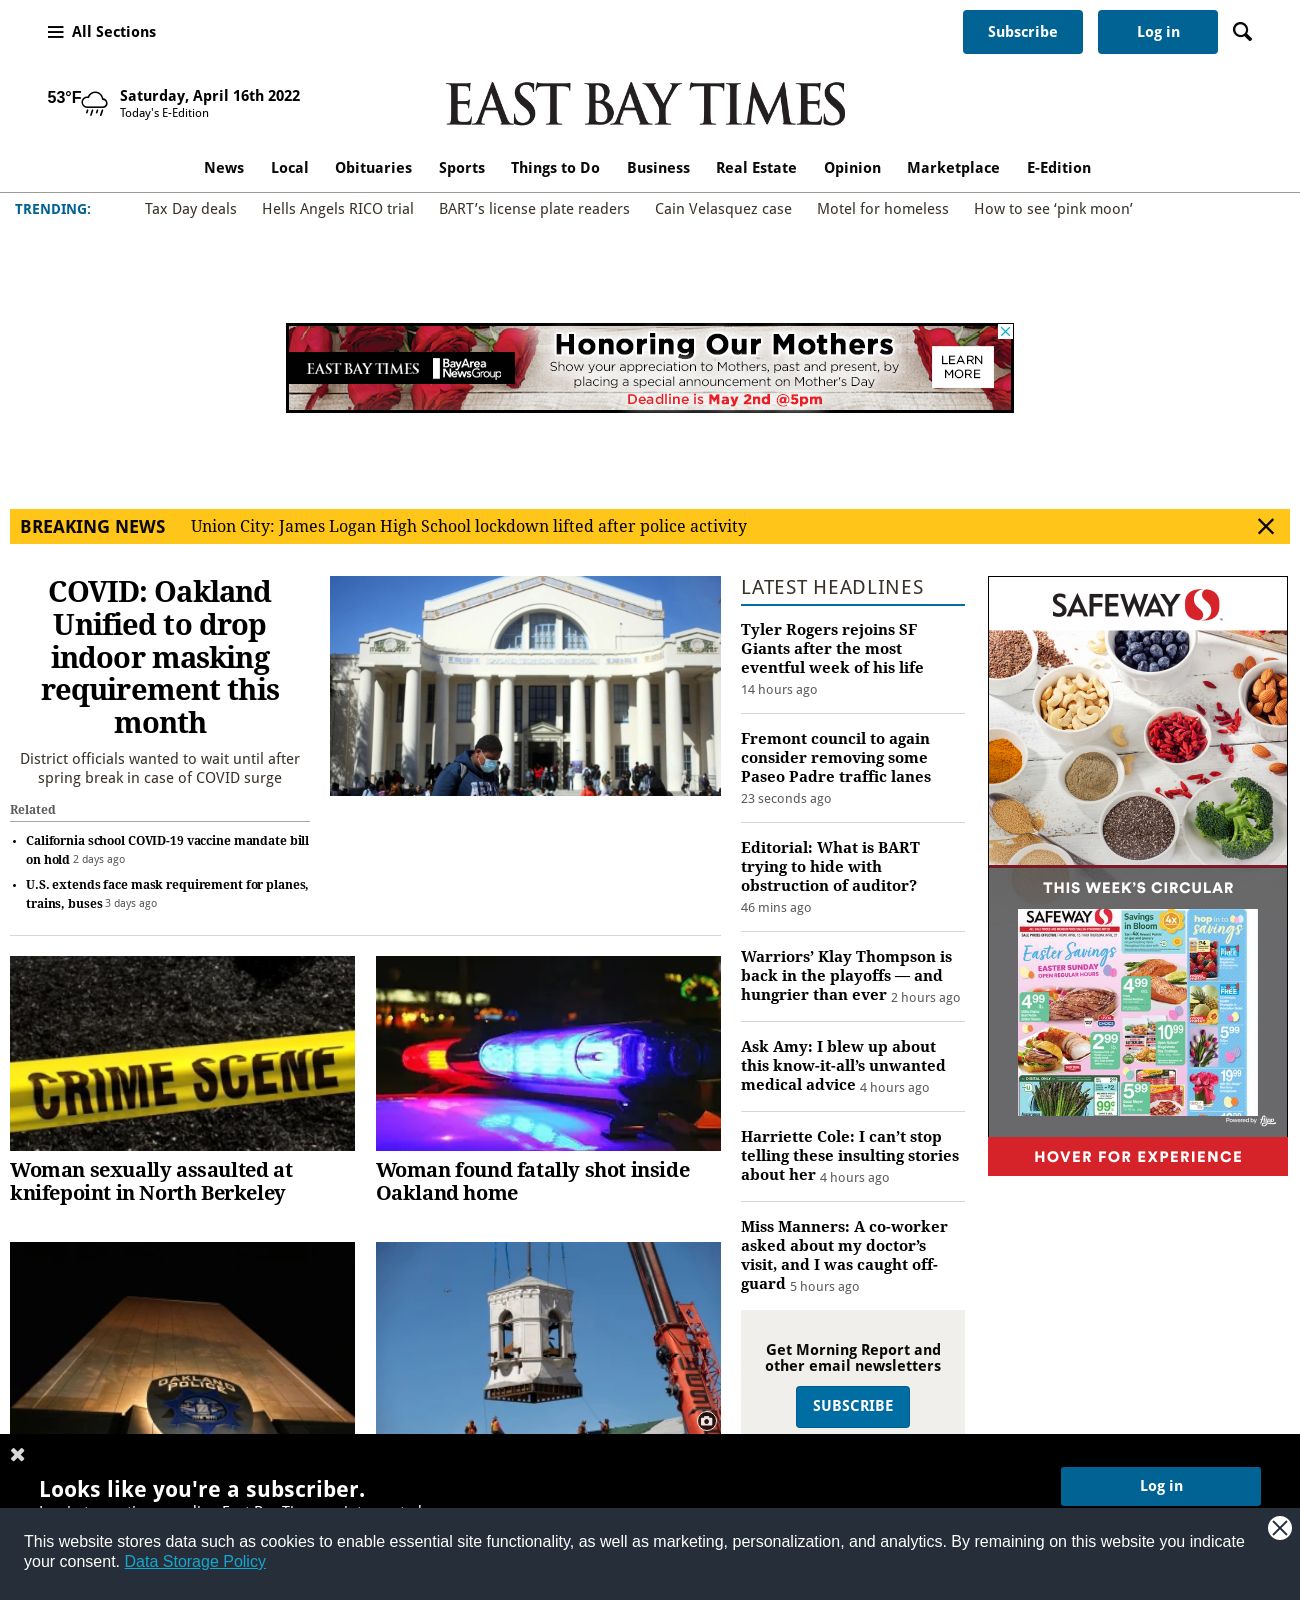 All Sections
Subscribe
Log in
53°F
Saturday, April 16th 2022
Today's E-Edition
EAST BAY TIMES
News
Local
Obituaries
Sports
Things to Do
Business
Real Estate
Opinion
Marketplace
E-Edition
TRENDING:
Tax Day deals
Hells Angels RICO trial
BART’s license plate readers
Cain Velasquez case
Motel for homeless
How to see ‘pink moon’
EAST BAY TIMES
BayArea
NewsGroup
Honoring Our Mothers
Show your appreciation to Mothers, past and present, by
placing a special announcement on Mother's Day
Deadline is May 2nd @5pm
LEARN
MORE
BREAKING NEWS
Union City: James Logan High School lockdown lifted after police activity
COVID: Oakland
Unified to drop
indoor masking
requirement this
month
District officials wanted to wait until after
spring break in case of COVID surge
Related
California school COVID-19 vaccine mandate bill
on hold 2 days ago
U.S. extends face mask requirement for planes,
trains, buses 3 days ago
CRIME SCENE
Woman sexually assaulted at
knifepoint in North Berkeley
Woman found fatally shot inside
Oakland home
OAKLAND
POLICE
LATEST HEADLINES
Tyler Rogers rejoins SF
Giants after the most
eventful week of his life
14 hours ago
Fremont council to again
consider removing some
Paseo Padre traffic lanes
23 seconds ago
Editorial: What is BART
trying to hide with
obstruction of auditor?
46 mins ago
Warriors’ Klay Thompson is
back in the playoffs — and
hungrier than ever 2 hours ago
Ask Amy: I blew up about
this know-it-all’s unwanted
medical advice 4 hours ago
Harriette Cole: I can’t stop
telling these insulting stories
about her 4 hours ago
Miss Manners: A co-worker
asked about my doctor’s
visit, and I was caught off-
guard 5 hours ago
Get Morning Report and
other email newsletters
SUBSCRIBE
SAFEWAY
THIS WEEK'S CIRCULAR
SAFEWAY
Savings
in Bloom
hop into
savings
Easter Savings
EASTER SUNDAY
OPEN REGULAR HOURS
4.99
4.99
2.99
10.99
5.99
5.99
19.99
99¢
FREE
Powered by flipp
HOVER FOR EXPERIENCE
Looks like you're a subscriber.
Log in
This website stores data such as cookies to enable essential site functionality, as well as marketing, personalization, and analytics. By remaining on this website you indicate
your consent. Data Storage Policy